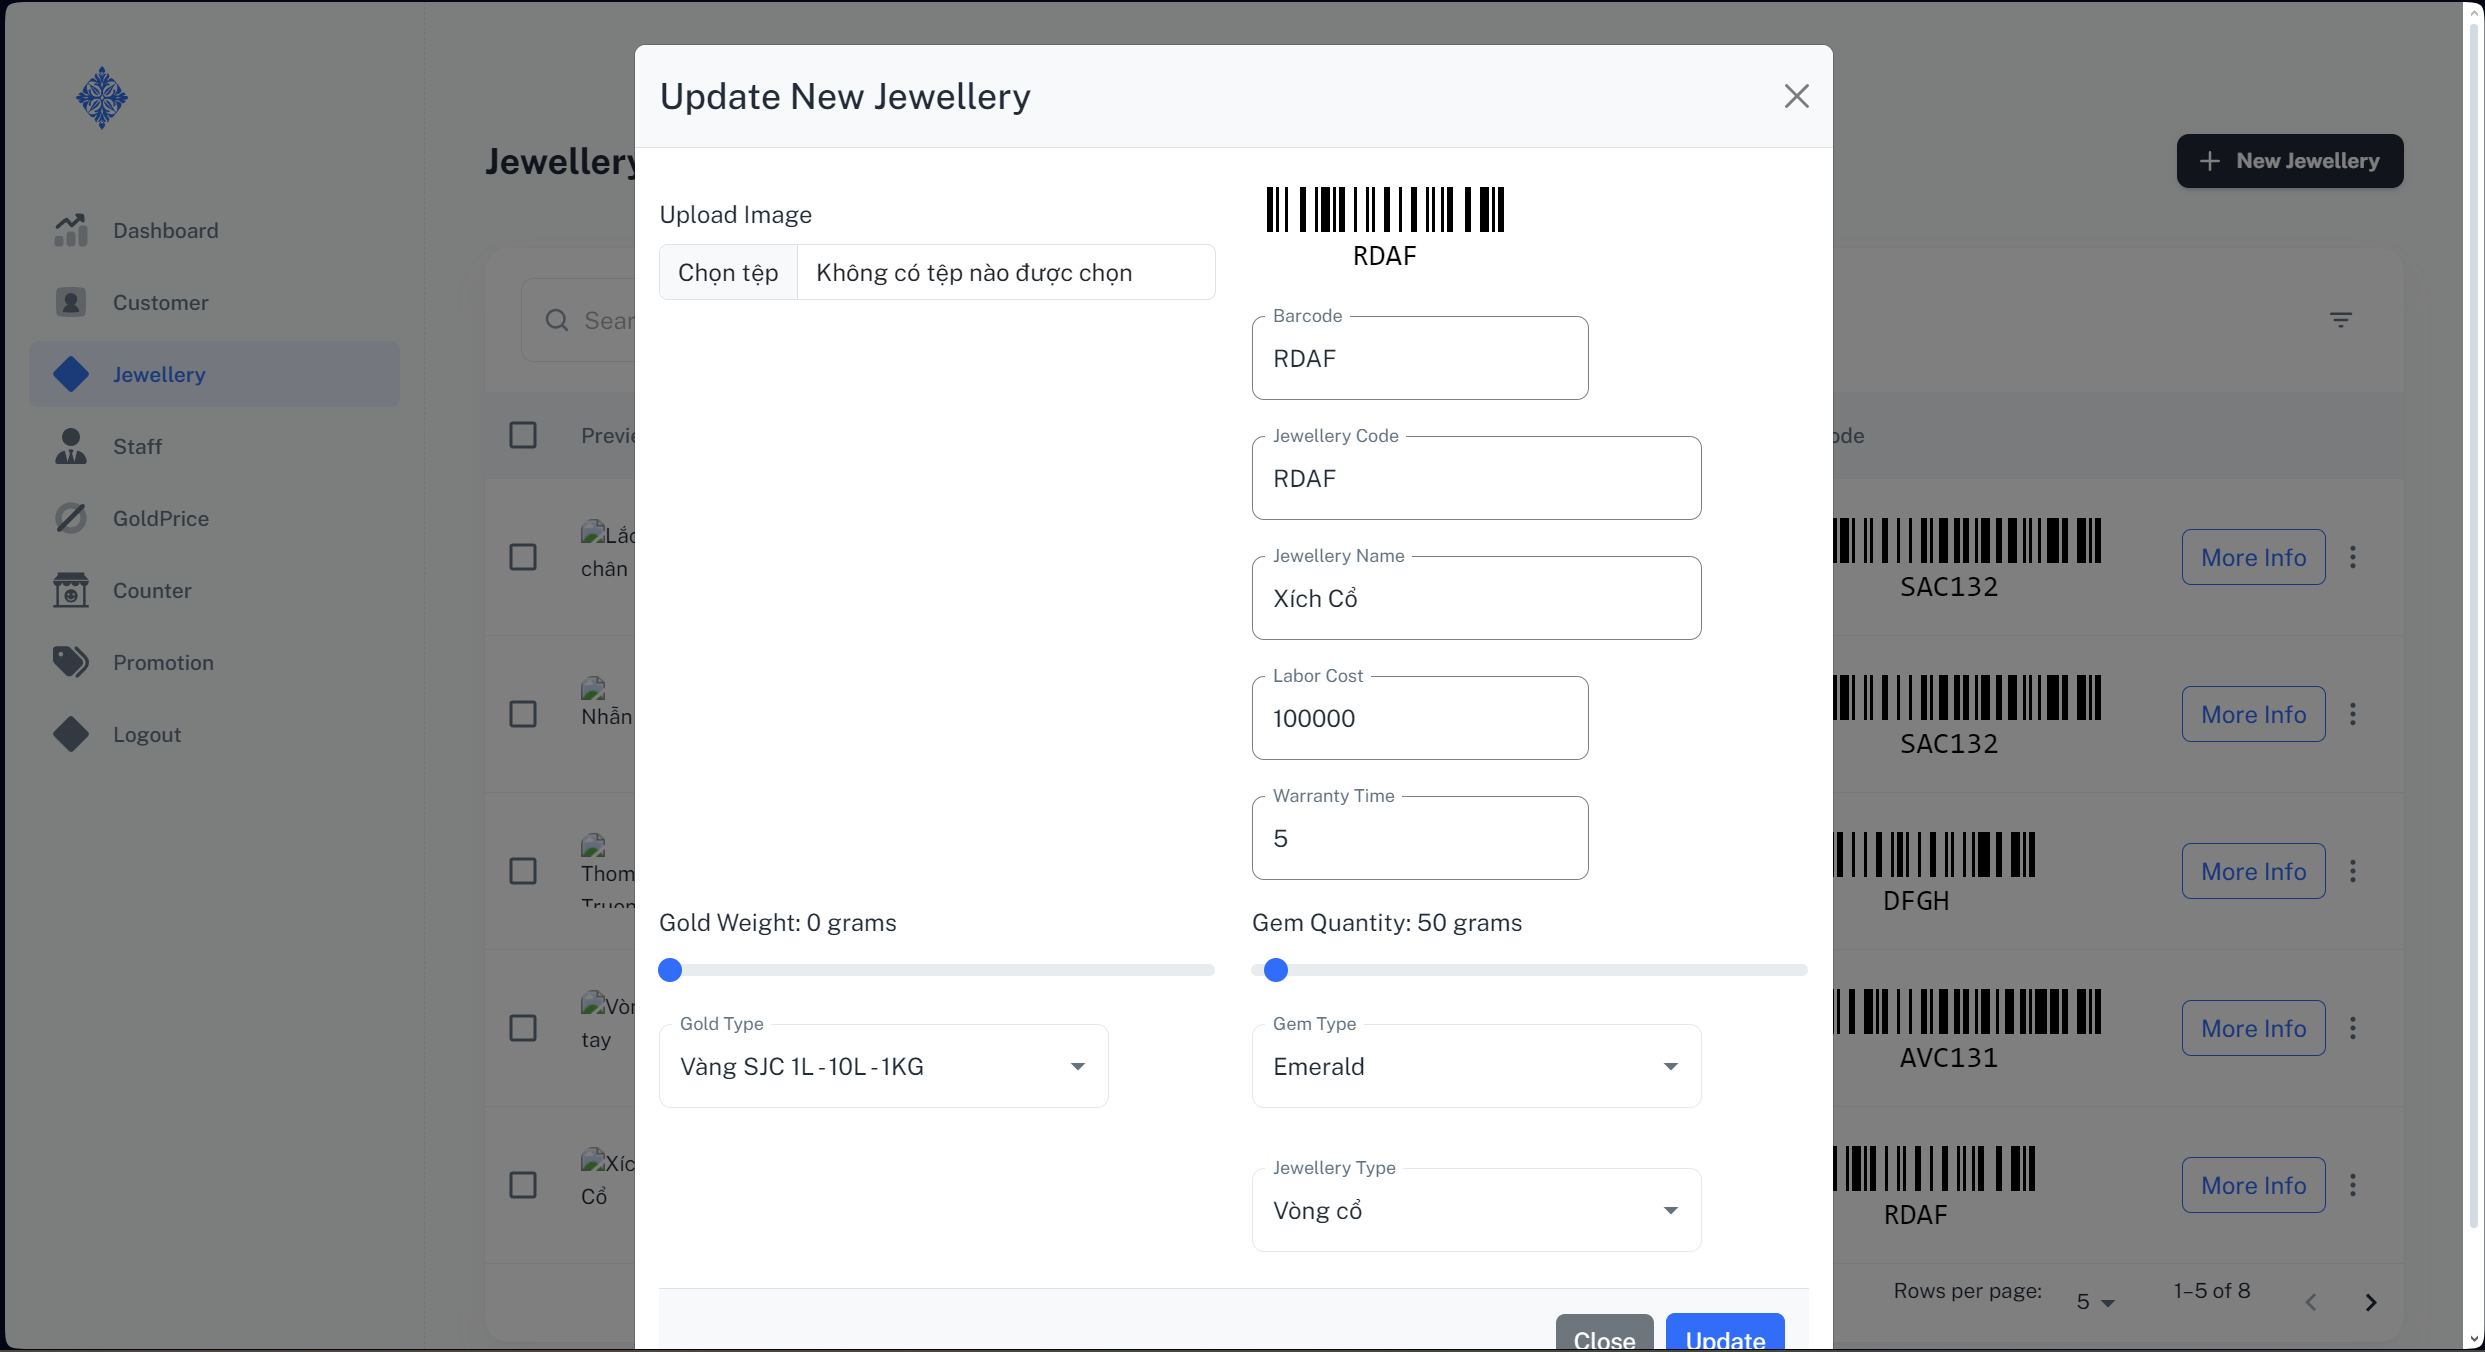 Dashboard
Customer
Jewellery
Staff
GoldPrice
Counter
Promotion
Logout
Jewellery
New Jewellery
Update New Jewellery
Upload Image
Chọn tệp Không có tệp nào được chọn
RDAF
Barcode
RDAF
Jewellery Code
RDAF
Jewellery Name
Xích Cổ
Labor Cost
100000
Warranty Time
5
Gold Weight: 0 grams
Gem Quantity: 50 grams
Gold Type
Vàng SJC 1L - 10L - 1KG
Gem Type
Emerald
Jewellery Type
Vòng cổ
Close
Update
chân
SAC132
More Info
Nhẫn
SAC132
More Info
DFGH
More Info
tay
AVC131
More Info
Cổ
RDAF
More Info
Rows per page:
5
1–5 of 8